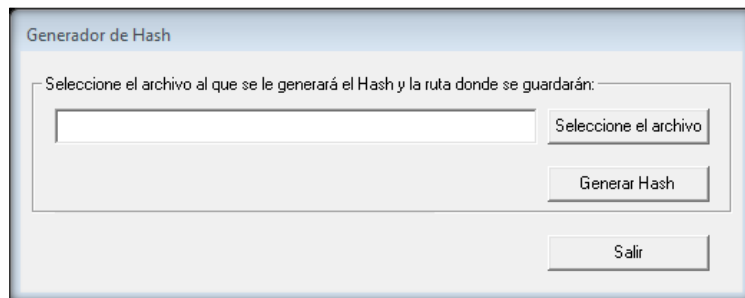 Generador de Hash
Seleccione el archivo al que se le generará el Hash y la ruta donde se guardarán:
Seleccione el archivo
Generar Hash
Salir